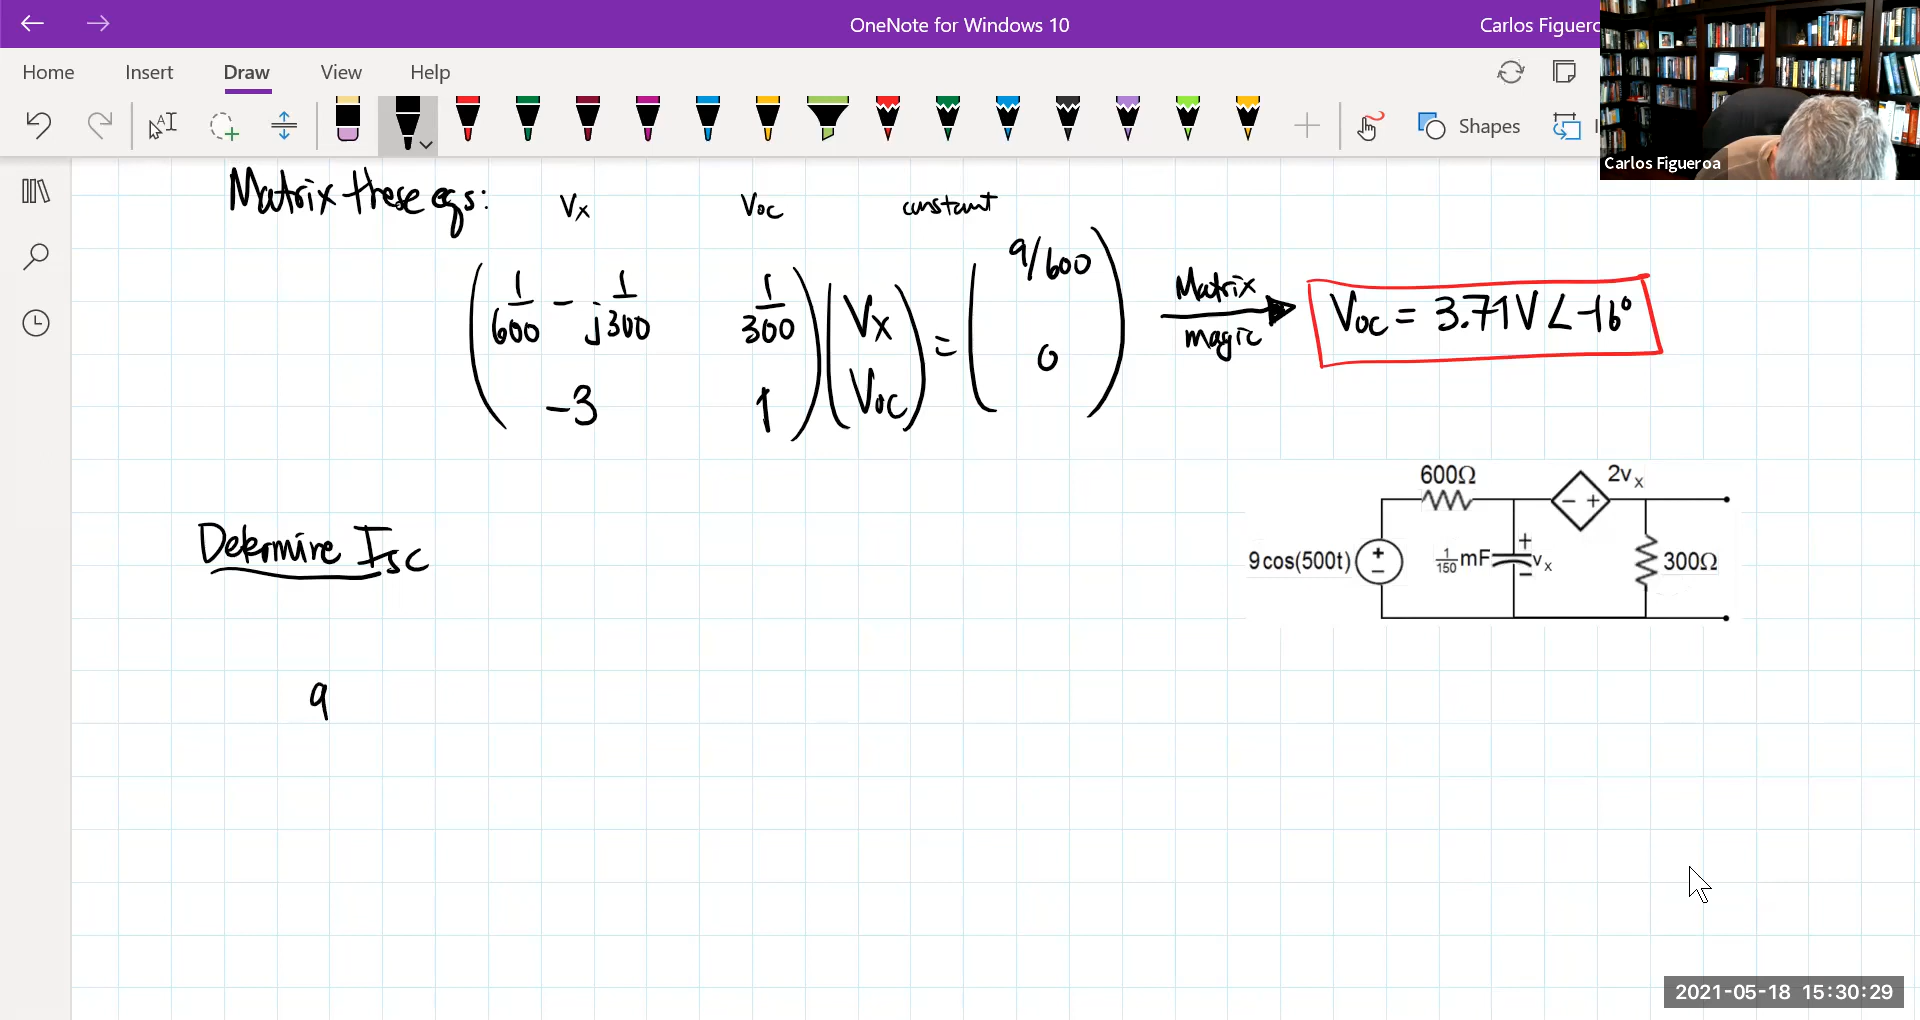 OneNote for Windows 10
Carlos Figuero
Home Insert Draw View Help
Shapes
Carlos Figueroa
Matrix these eqs: Vx Voc constant
1/600 - 1/j300 1/300 Vx = 9/600
-3 1 Voc 0
Matrix magic
Voc = 3.71V∠-16°
Determine Isc
9
600Ω 2vx
- +
9cos(500t) + - 1/150 mF + vx - 300Ω
2021-05-18 15:30:29